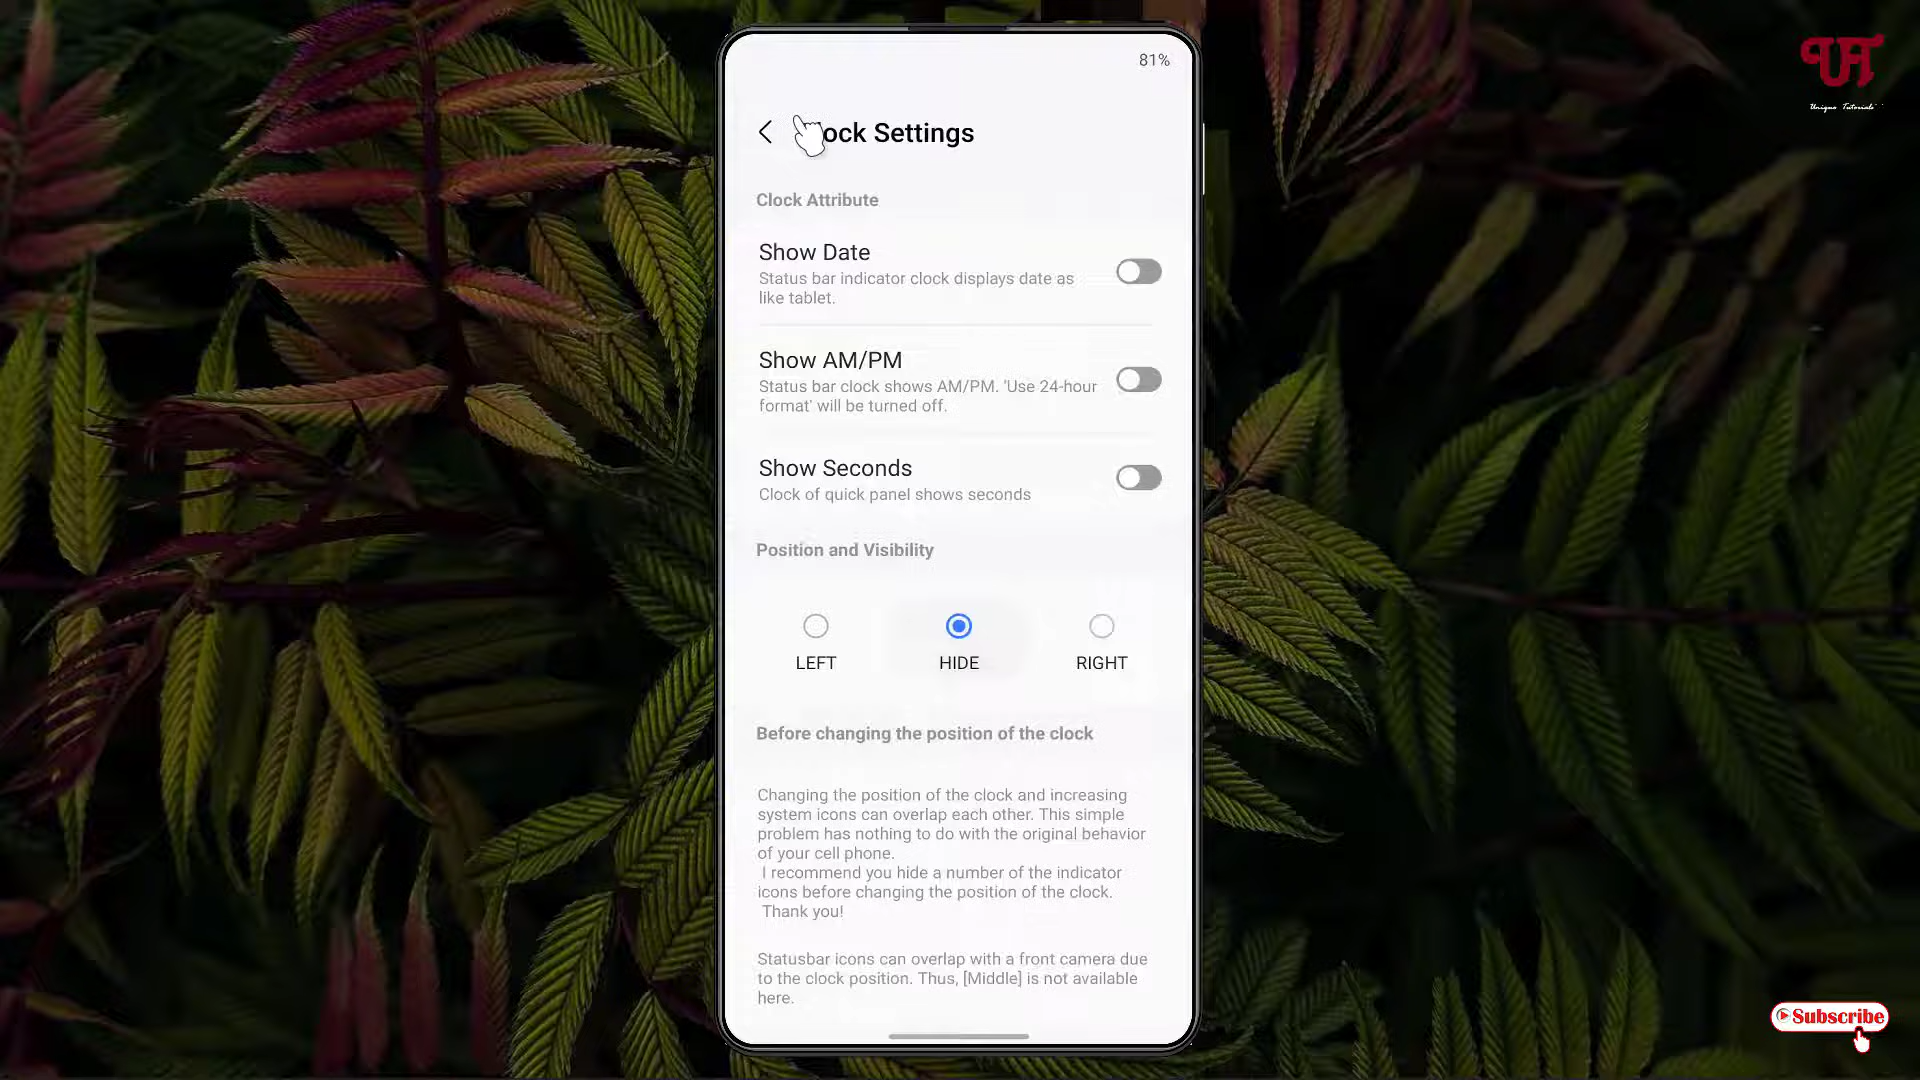 81%
ock Settings
Clock Attribute
Show Date
Status bar indicator clock displays date as
like tablet.
Show AM/PM
Status bar clock shows AM/PM. 'Use 24-hour
format' will be turned off.
Show Seconds
Clock of quick panel shows seconds
Position and Visibility
LEFT
HIDE
RIGHT
Before changing the position of the clock
Changing the position of the clock and increasing
system icons can overlap each other. This simple
problem has nothing to do with the original behavior
of your cell phone.
I recommend you hide a number of the indicator
icons before changing the position of the clock.
Thank you!
Statusbar icons can overlap with a front camera due
to the clock position. Thus, [Middle] is not available
here.
UT
Unique Tutorials
Subscribe